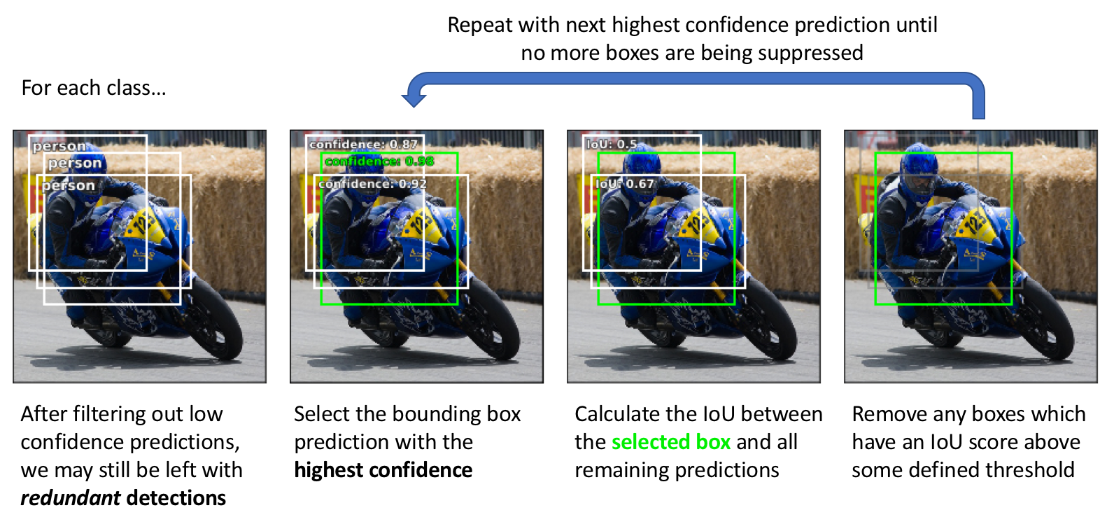 Repeat with next highest confidence prediction until
no more boxes are being suppressed
For each class...
person
person
person
confidence: 0.87
confidence: 0.98
confidence: 0.92
IoU: 0.5
IoU: 0.67
After filtering out low
confidence predictions,
we may still be left with
redundant detections
Select the bounding box
prediction with the
highest confidence
Calculate the IoU between
the selected box and all
remaining predictions
Remove any boxes which
have an IoU score above
some defined threshold